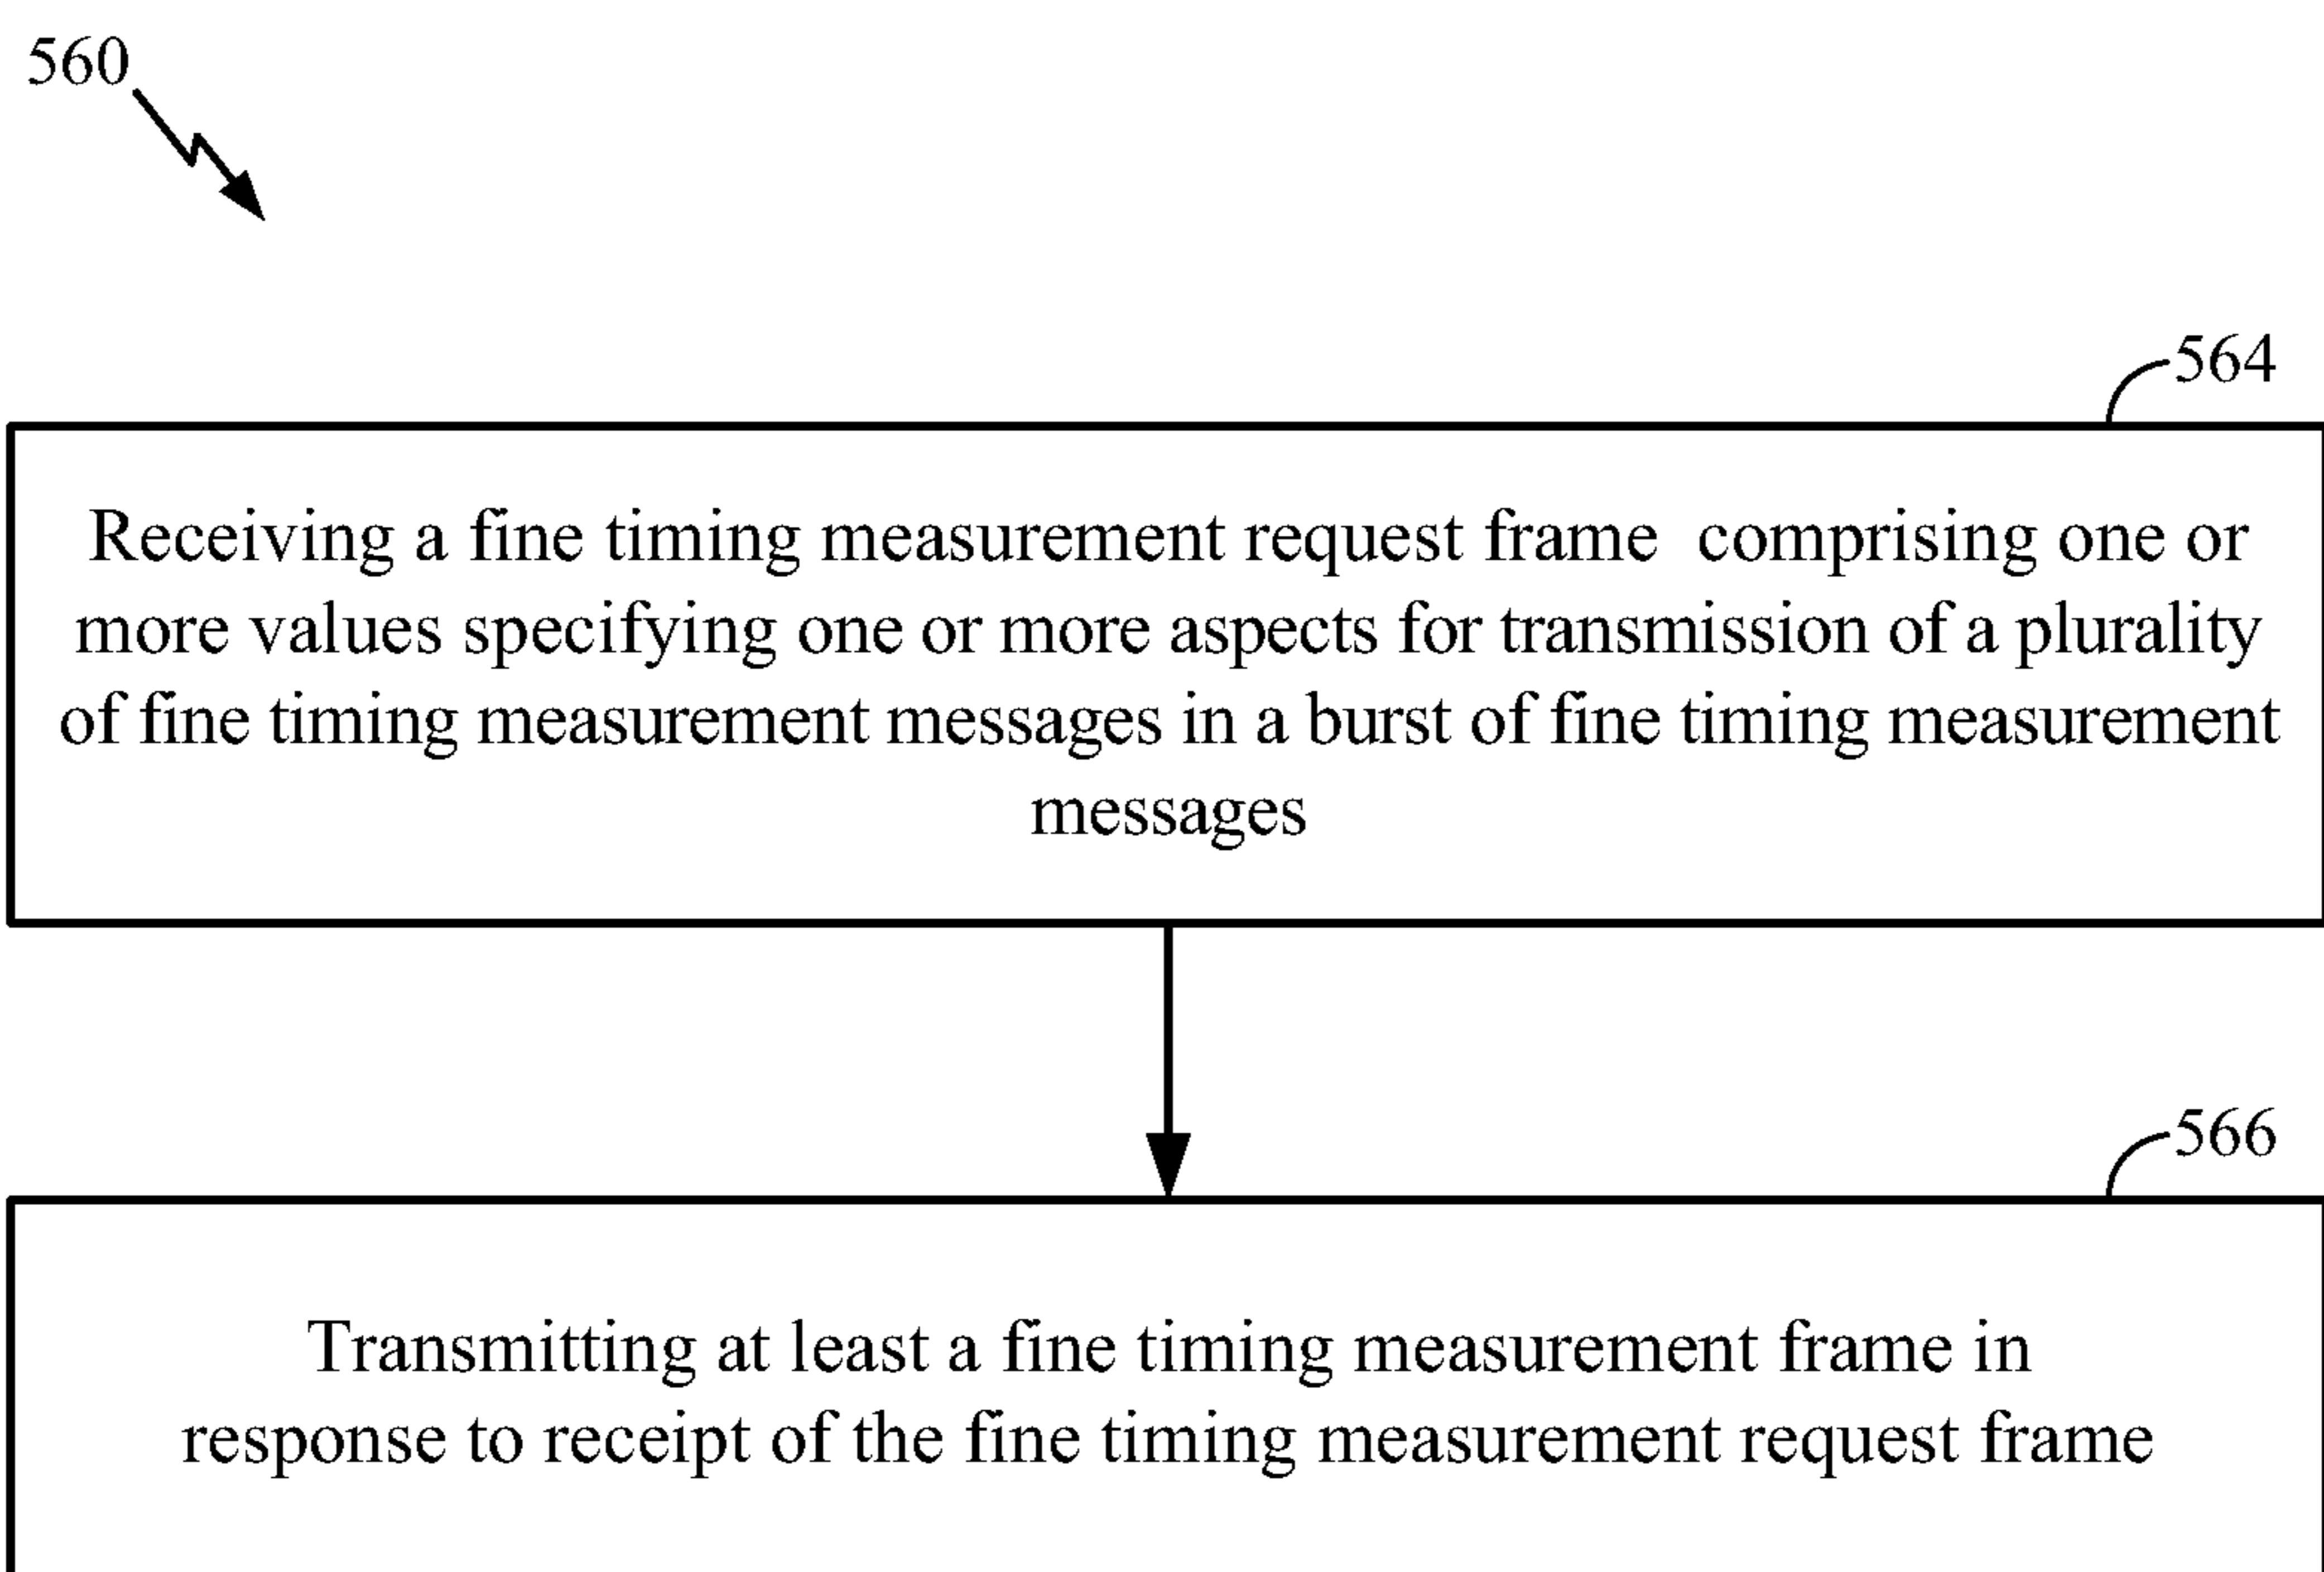 560
564
Receiving a fine timing measurement request frame  comprising one or
more values specifying one or more aspects for transmission of a plurality
of fine timing measurement messages in a burst of fine timing measurement
messages
566
Transmitting at least a fine timing measurement frame in
response to receipt of the fine timing measurement request frame